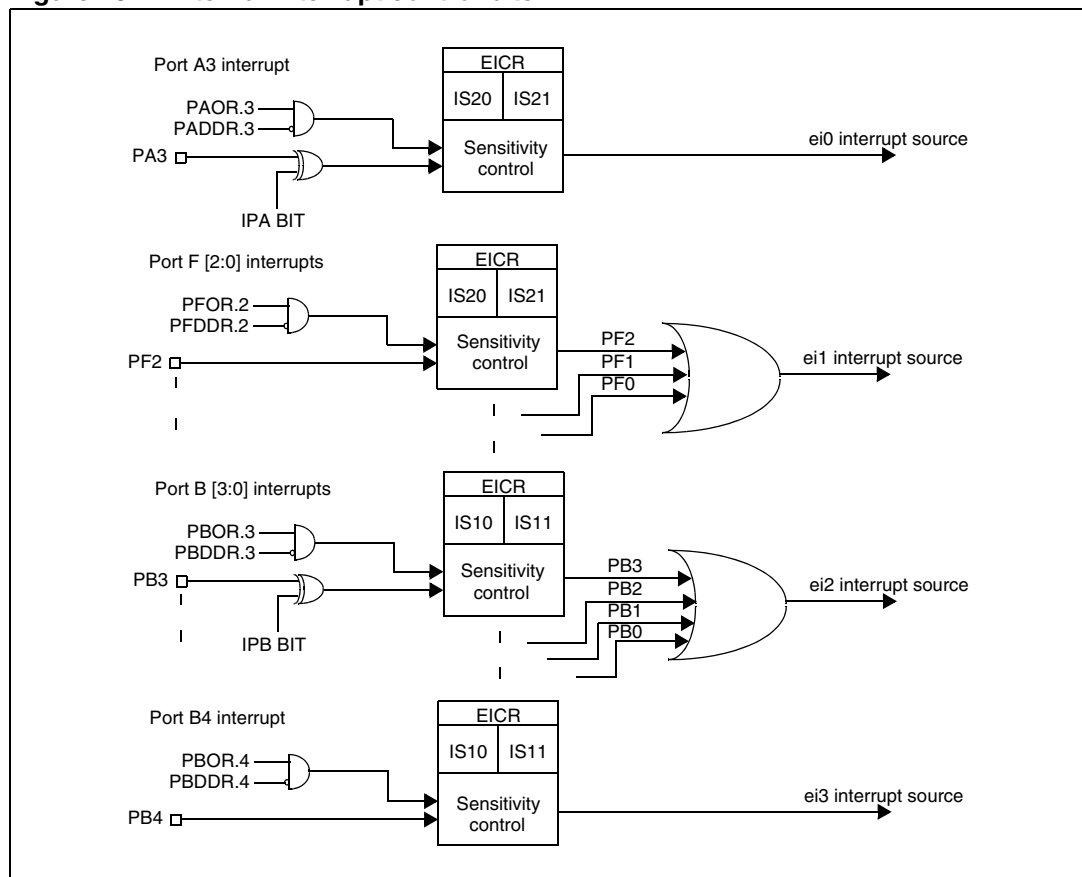 Port A3 interrupt
EICR
IS20 IS21
PAOR.3
PADDR.3
Sensitivity
control
ei0 interrupt source
PA3
IPA BIT
Port F [2:0] interrupts
EICR
IS20 IS21
PFOR.2
PFDDR.2
Sensitivity
control
PF2
PF2
PF1
PF0
ei1 interrupt source
Port B [3:0] interrupts
EICR
IS10 IS11
PBOR.3
PBDDR.3
Sensitivity
control
PB3
IPB BIT
PB3
PB2
PB1
PB0
ei2 interrupt source
Port B4 interrupt
EICR
IS10 IS11
PBOR.4
PBDDR.4
Sensitivity
control
PB4
ei3 interrupt source